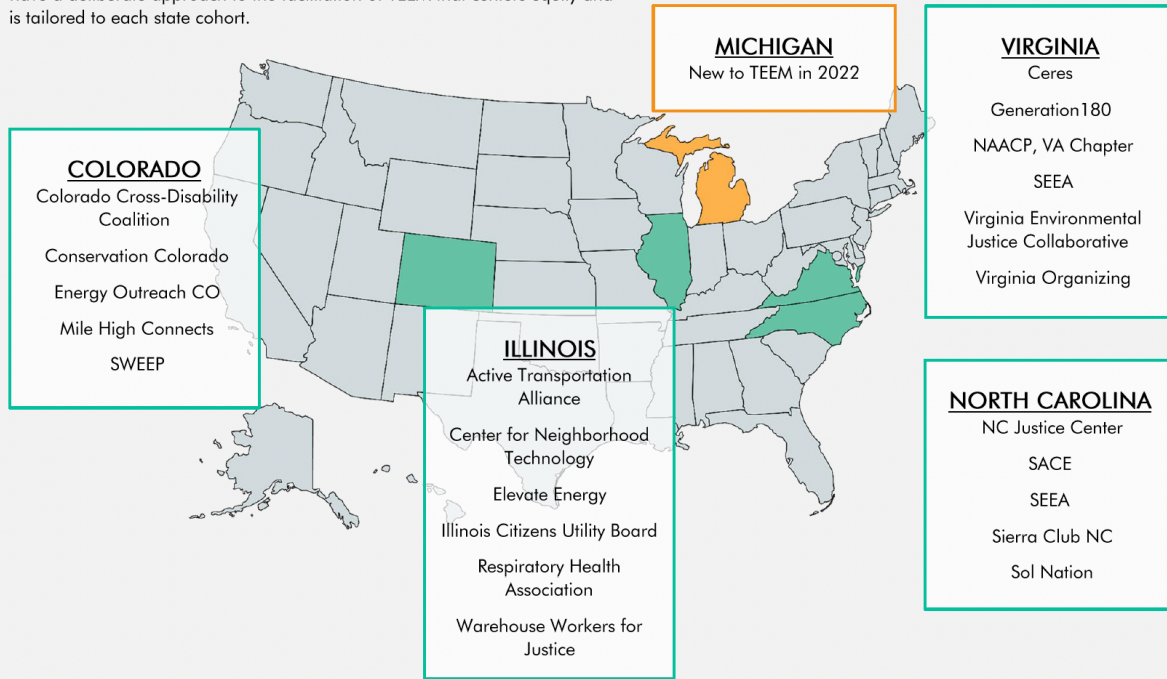 is tailored to each state cohort.
MICHIGAN
New to TEEM in 2022
VIRGINIA
Ceres
Generation180
NAACP, VA Chapter
SEEA
Virginia Environmental
Justice Collaborative
Virginia Organizing
COLORADO
Colorado Cross-Disability
Coalition
Conservation Colorado
Energy Outreach CO
Mile High Connects
SWEEP
ILLINOIS
Active Transportation
Alliance
Center for Neighborhood
Technology
Elevate Energy
Illinois Citizens Utility Board
Respiratory Health
Association
Warehouse Workers for
Justice
NORTH CAROLINA
NC Justice Center
SACE
SEEA
Sierra Club NC
Sol Nation